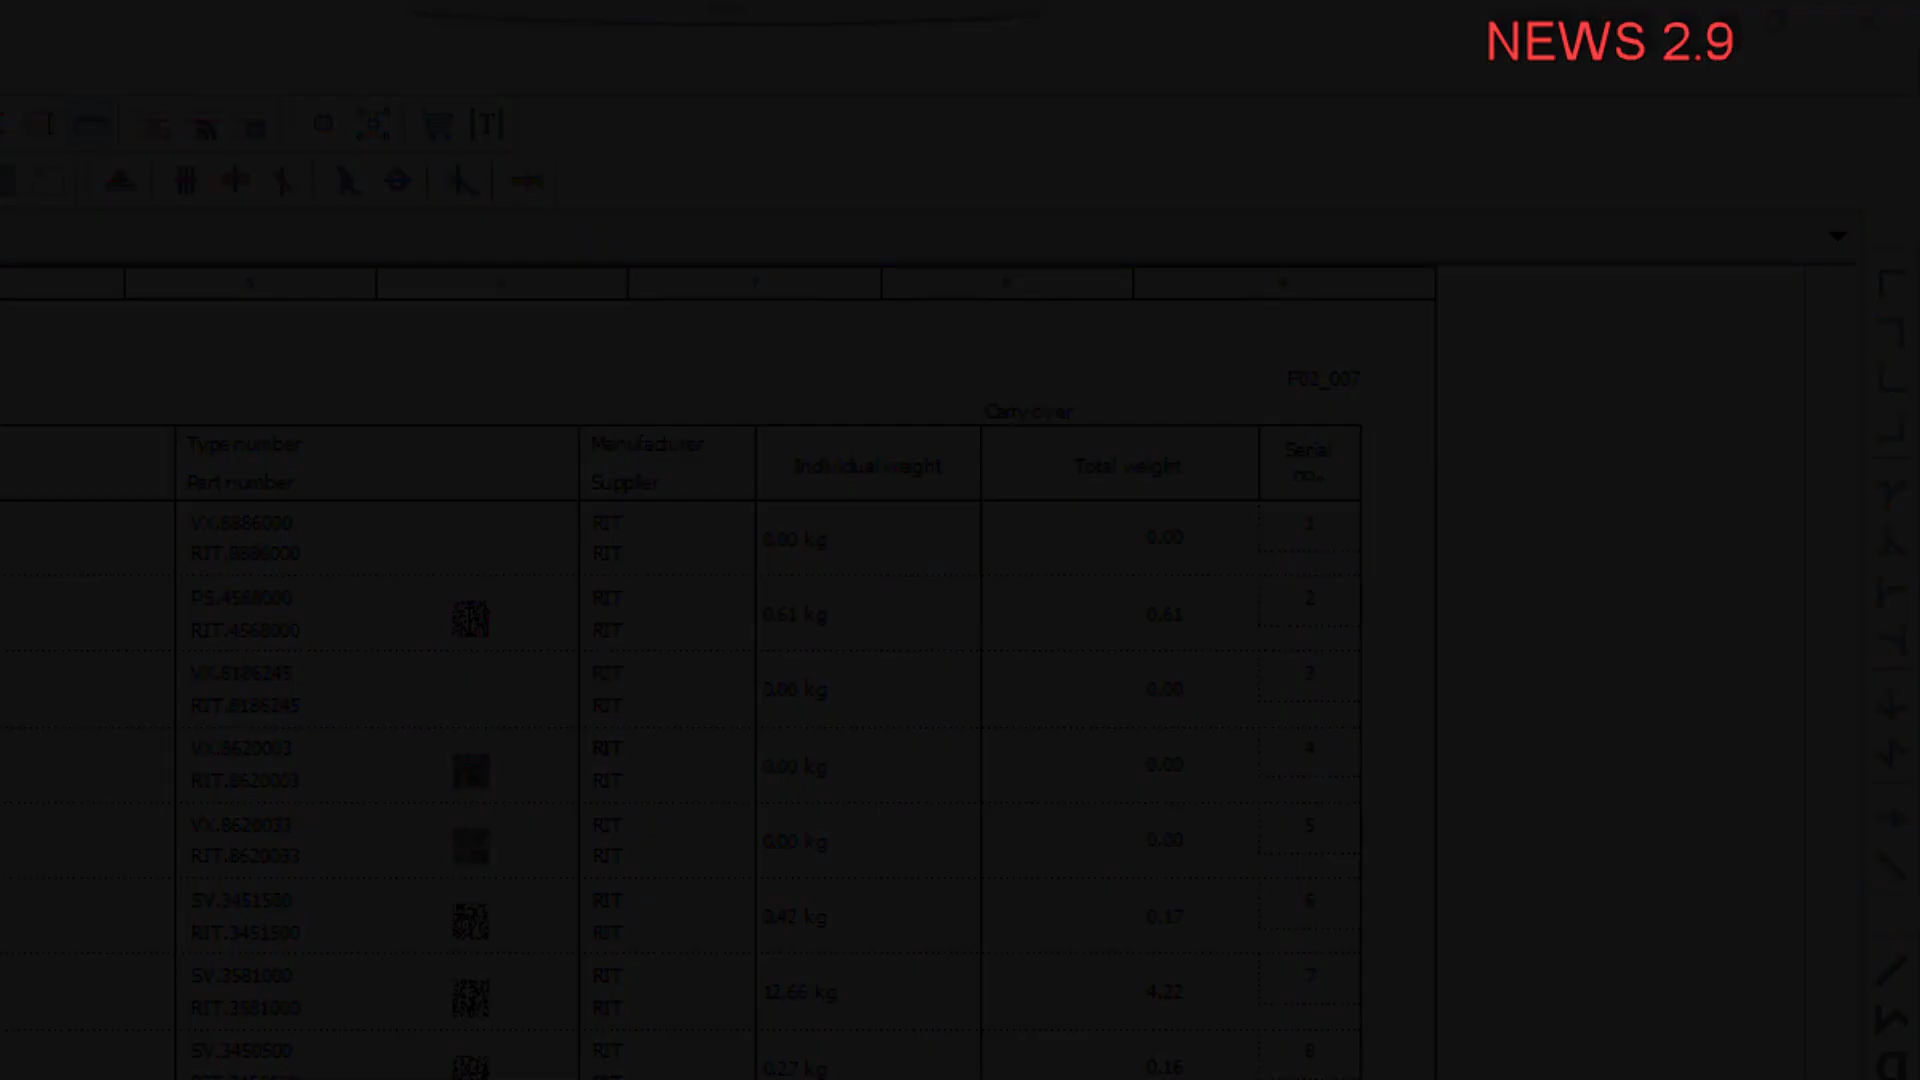 NEWS 2.9
F02_007
Carry over
Type number
Part number
Manufacturer
Supplier
Individual weight
Total weight
Serial
no.
VX.8886000
RIT.8886000
RIT
RIT
0.00 kg
0.00
1
PS.4568000
RIT.4568000
RIT
RIT
0.61 kg
0.61
2
VX.8186245
RIT.8186245
RIT
RIT
0.00 kg
0.00
3
VX.8620003
RIT.8620003
RIT
RIT
0.00 kg
0.00
4
VX.8620033
RIT.8620033
RIT
RIT
0.00 kg
0.00
5
SV.3451500
RIT.3451500
RIT
RIT
0.42 kg
0.17
6
SV.3581000
RIT.3581000
RIT
RIT
12.66 kg
4.22
7
SV.3450500
RIT
0.27 kg
0.16
8